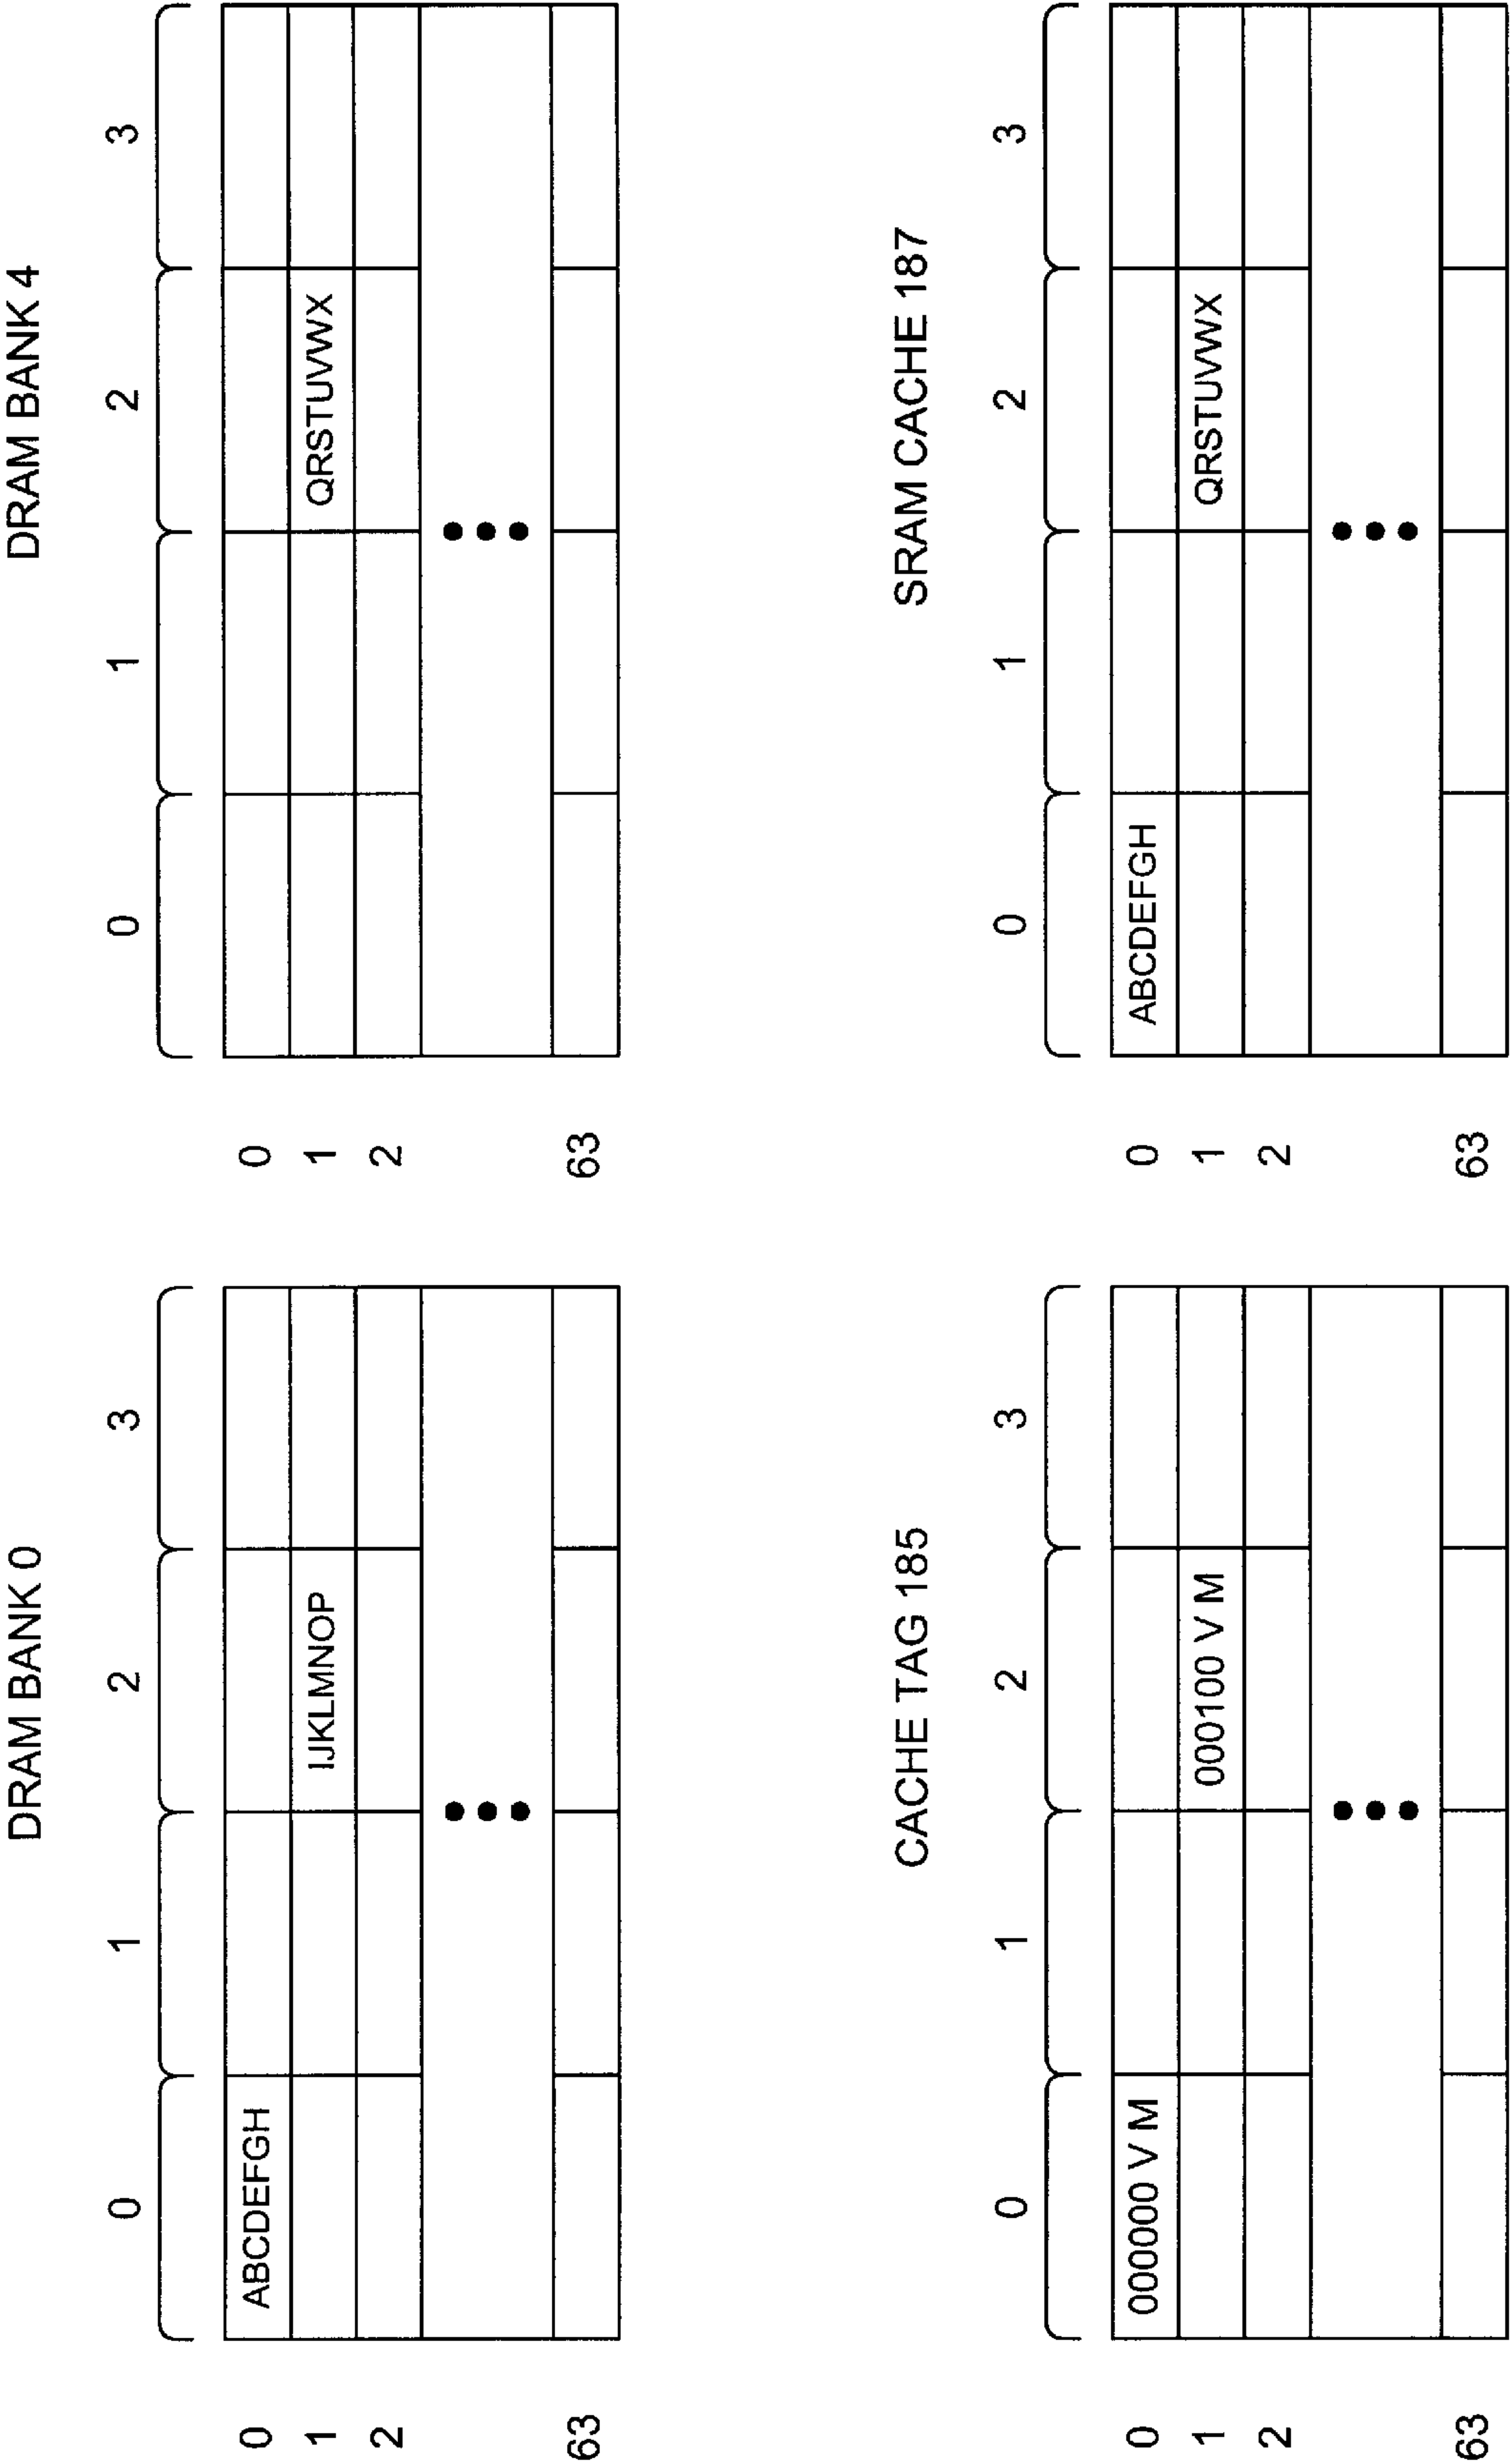 DRAM BANK 0
0 1 2 3
0 ABCDEFGH
1 IJKLMNOP
2
63
DRAM BANK 4
0 1 2 3
0
1 QRSTUVWX
2
63
CACHE TAG 185
0 1 2 3
0 000000 V M
1 000100 V M
2
63
SRAM CACHE 187
0 1 2 3
0 ABCDEFGH
1 QRSTUVWX
2
63